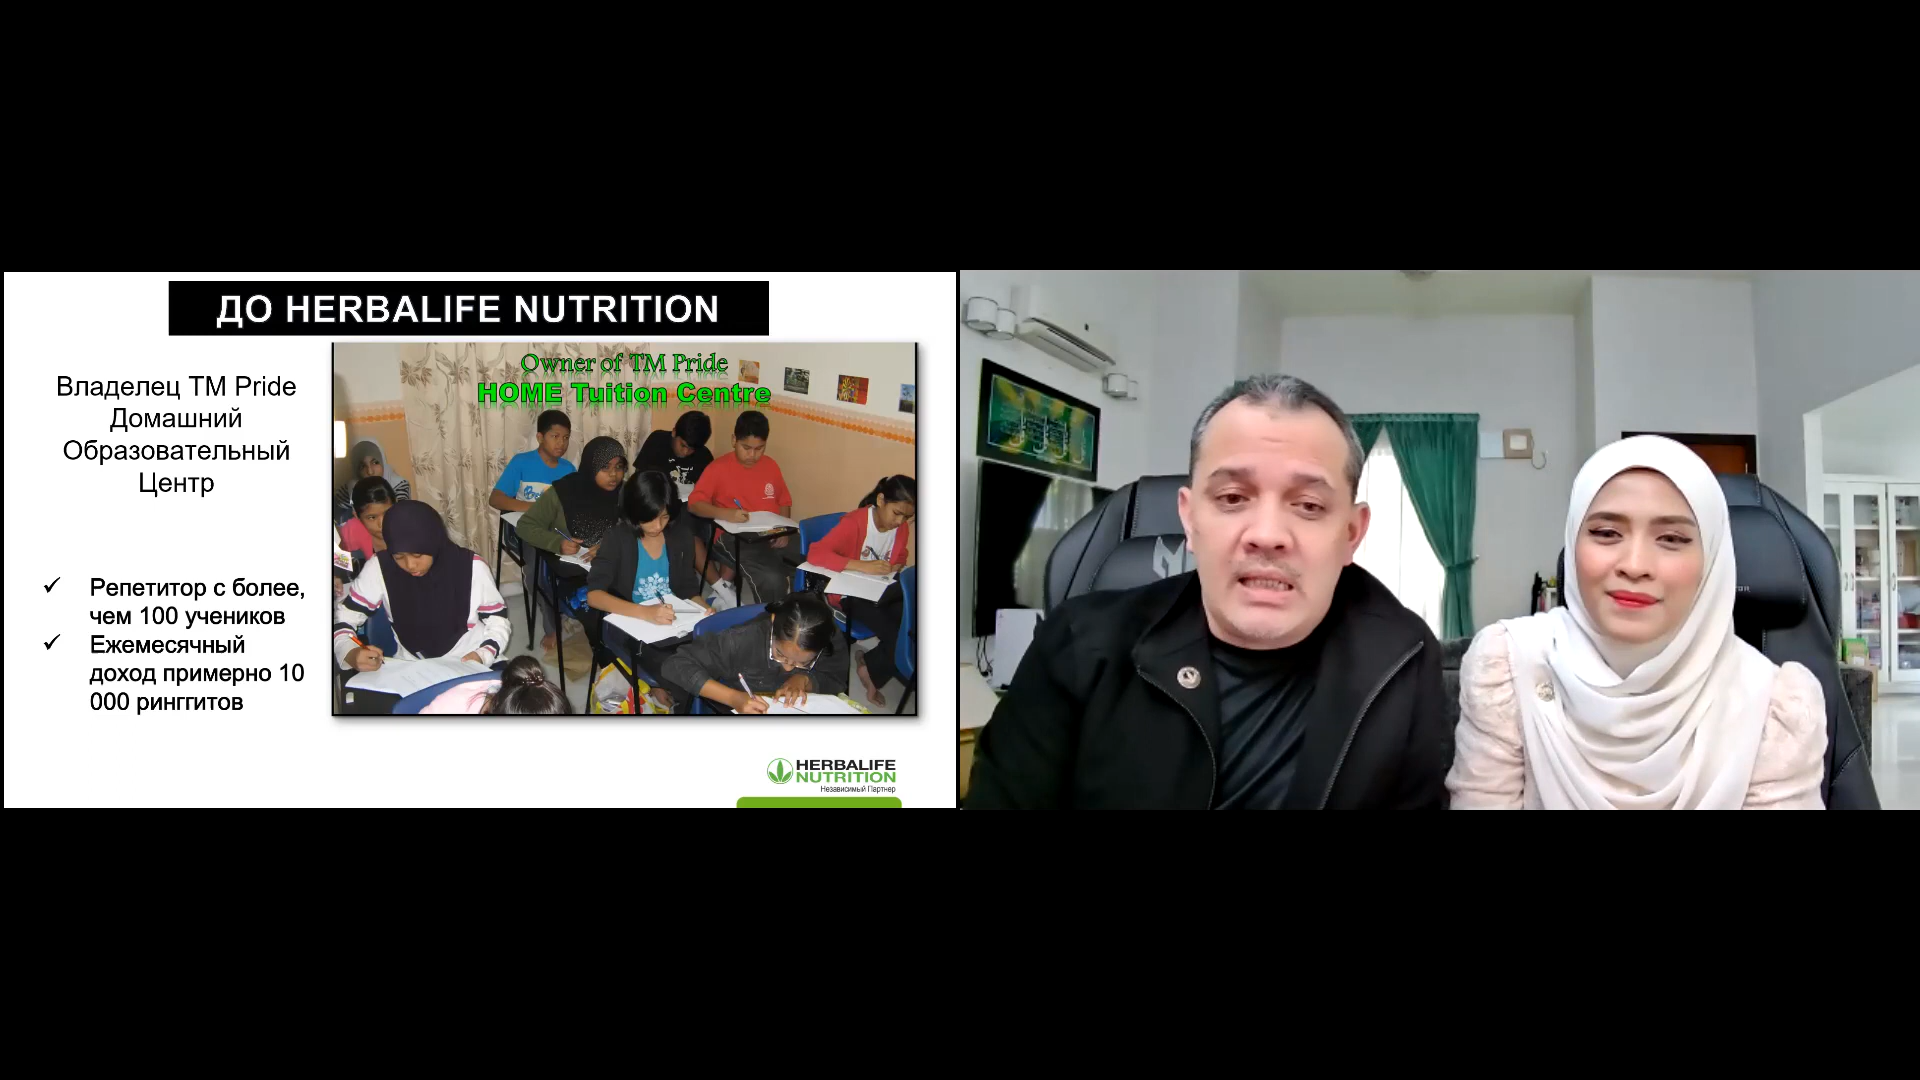 ДО HERBALIFE NUTRITION
Владелец TM Pride
Домашний
Образовательный
Центр
✓ Репетитор с более,
чем 100 учеников
✓ Ежемесячный
доход примерно 10
000 ринггитов
Owner of TM Pride
HOME Tuition Centre
HERBALIFE
NUTRITION
Независимый Партнер